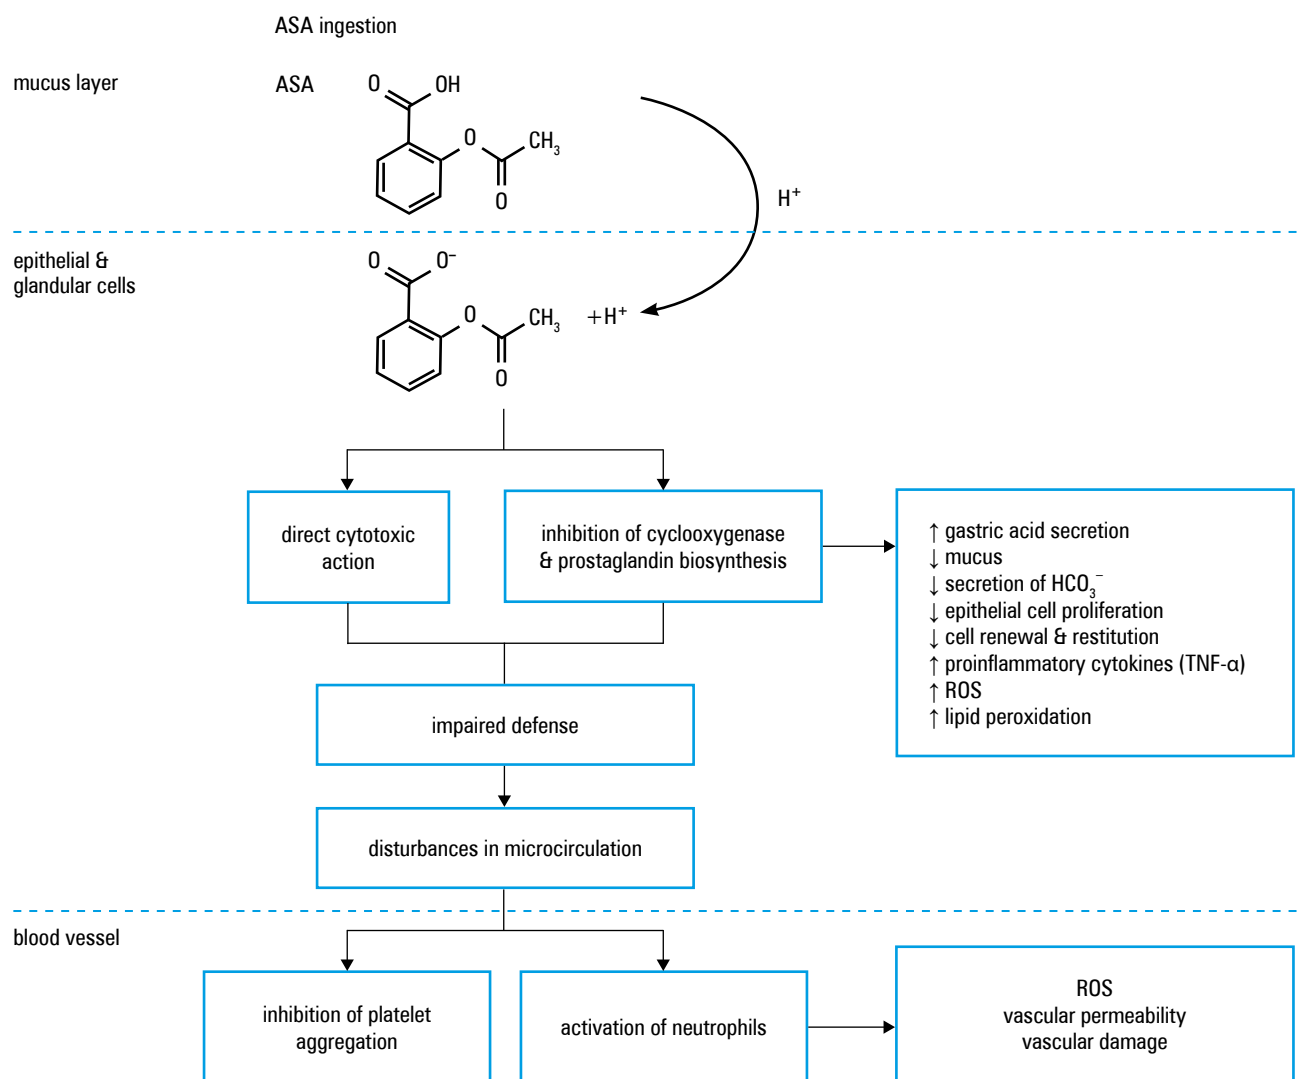 ASA ingestion
mucus layer
ASA
O
OH
O
CH₃
O
H⁺
epithelial &
glandular cells
O
O⁻
O
CH₃
+H⁺
O
direct cytotoxic
action
inhibition of cyclooxygenase
& prostaglandin biosynthesis
↑ gastric acid secretion
↓ mucus
↓ secretion of HCO₃⁻
↓ epithelial cell proliferation
↓ cell renewal & restitution
↑ proinflammatory cytokines (TNF-α)
↑ ROS
↑ lipid peroxidation
impaired defense
disturbances in microcirculation
blood vessel
inhibition of platelet
aggregation
activation of neutrophils
ROS
vascular permeability
vascular damage